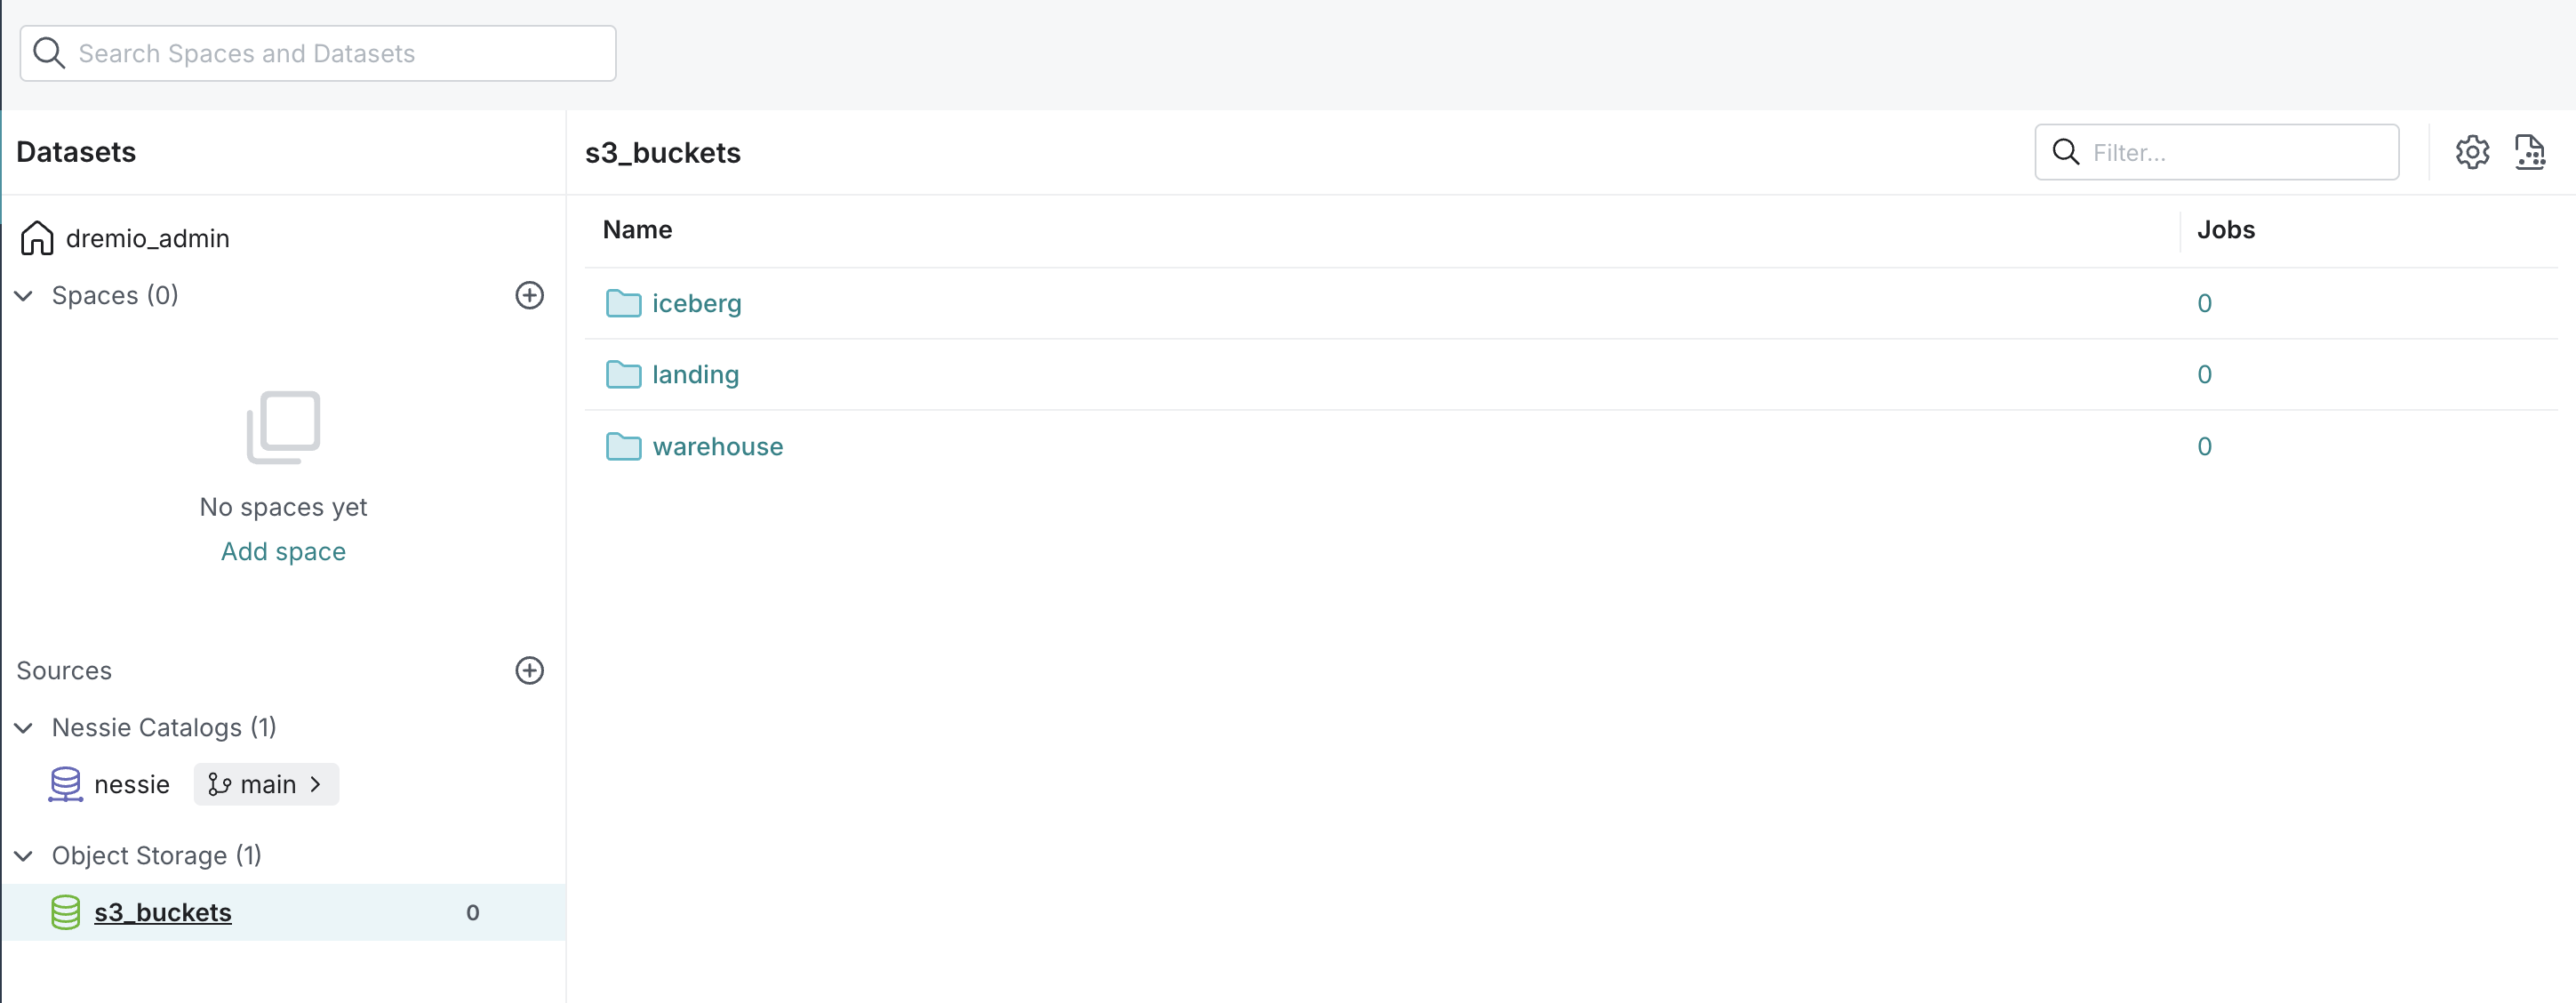 Search Spaces and Datasets
Datasets
dremio_admin
Spaces (0)
No spaces yet
Add space
Sources
Nessie Catalogs (1)
nessie main
Object Storage (1)
s3_buckets 0
s3_buckets Filter...
Name Jobs
iceberg 0
landing 0
warehouse 0